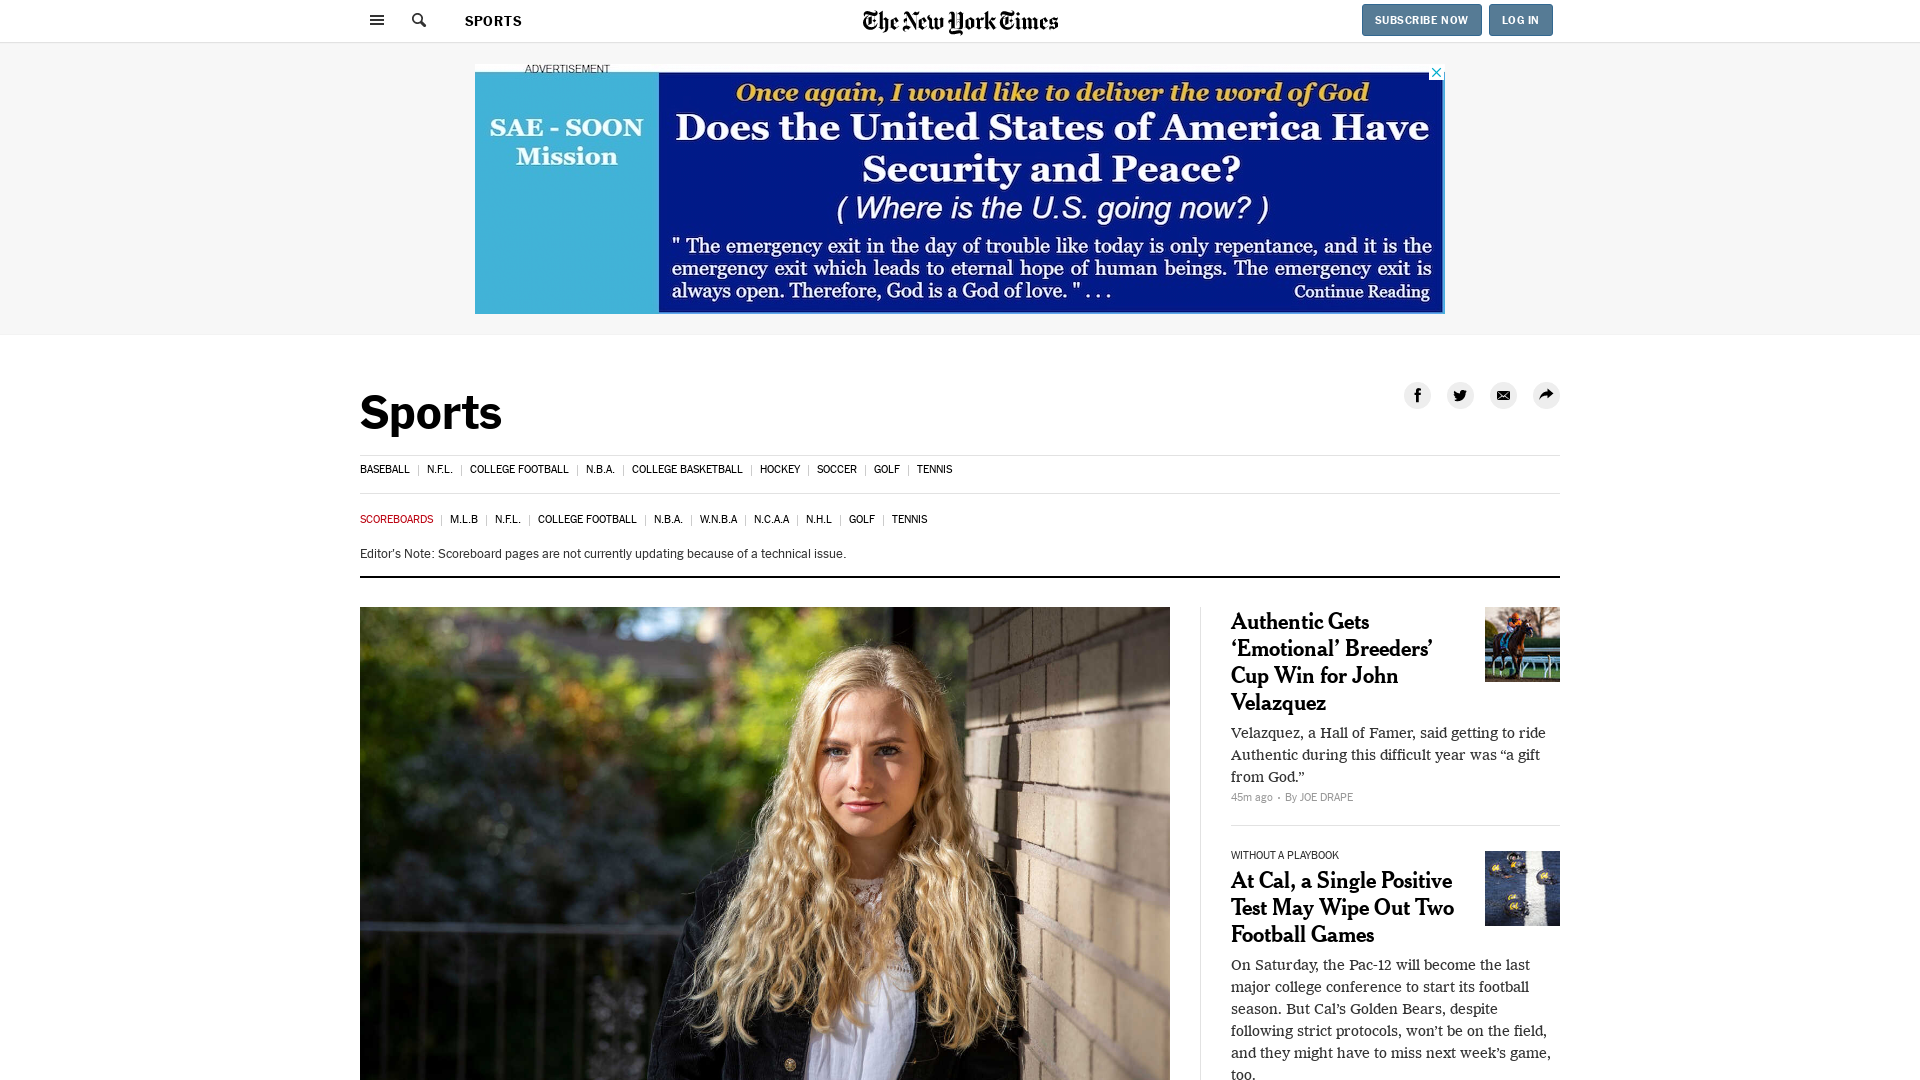 SPORTS
The New York Times
SUBSCRIBE NOW
LOG IN
ADVERTISEMENT
SAE - SOON
Mission
Once again, I would like to deliver the word of God
Does the United States of America Have
Security and Peace?
( Where is the U.S. going now? )
" The emergency exit in the day of trouble like today is only repentance, and it is the
emergency exit which leads to eternal hope of human beings. The emergency exit is
always open. Therefore, God is a God of love. " . . .
Continue Reading
Sports
BASEBALL | N.F.L. | COLLEGE FOOTBALL | N.B.A. | COLLEGE BASKETBALL | HOCKEY | SOCCER | GOLF | TENNIS
SCOREBOARDS | M.L.B | N.F.L. | COLLEGE FOOTBALL | N.B.A. | W.N.B.A | N.C.A.A | N.H.L | GOLF | TENNIS
Editor's Note: Scoreboard pages are not currently updating because of a technical issue.
Authentic Gets
‘Emotional’ Breeders’
Cup Win for John
Velazquez
Velazquez, a Hall of Famer, said getting to ride
Authentic during this difficult year was “a gift
from God.”
45m ago • By JOE DRAPE
WITHOUT A PLAYBOOK
At Cal, a Single Positive
Test May Wipe Out Two
Football Games
On Saturday, the Pac-12 will become the last
major college conference to start its football
season. But Cal’s Golden Bears, despite
following strict protocols, won’t be on the field,
and they might have to miss next week’s game,
too.